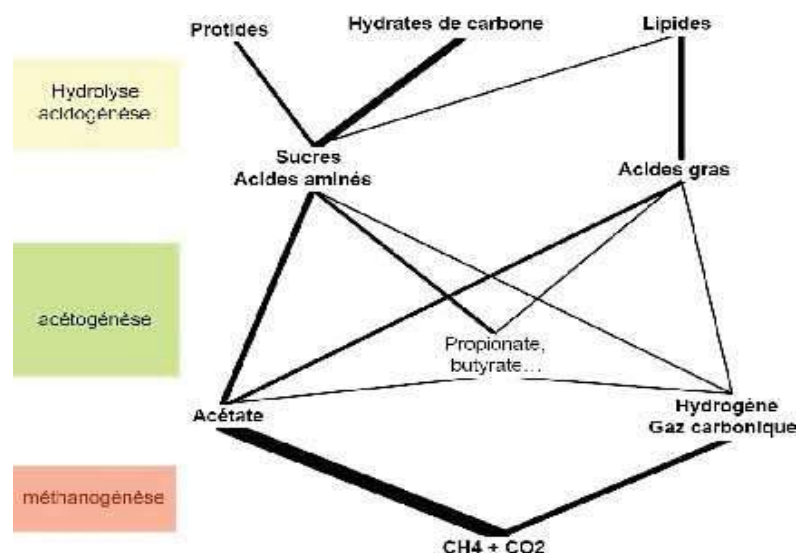 Protides
Hydrates de carbone
Lipides
Hydrolyse
acidogénèse
Sucres
Acides aminés
Acides gras
acétogénèse
Propionate,
butyrate...
Acétate
Hydrogène
Gaz carbonique
méthanogénèse
CH4 + CO2